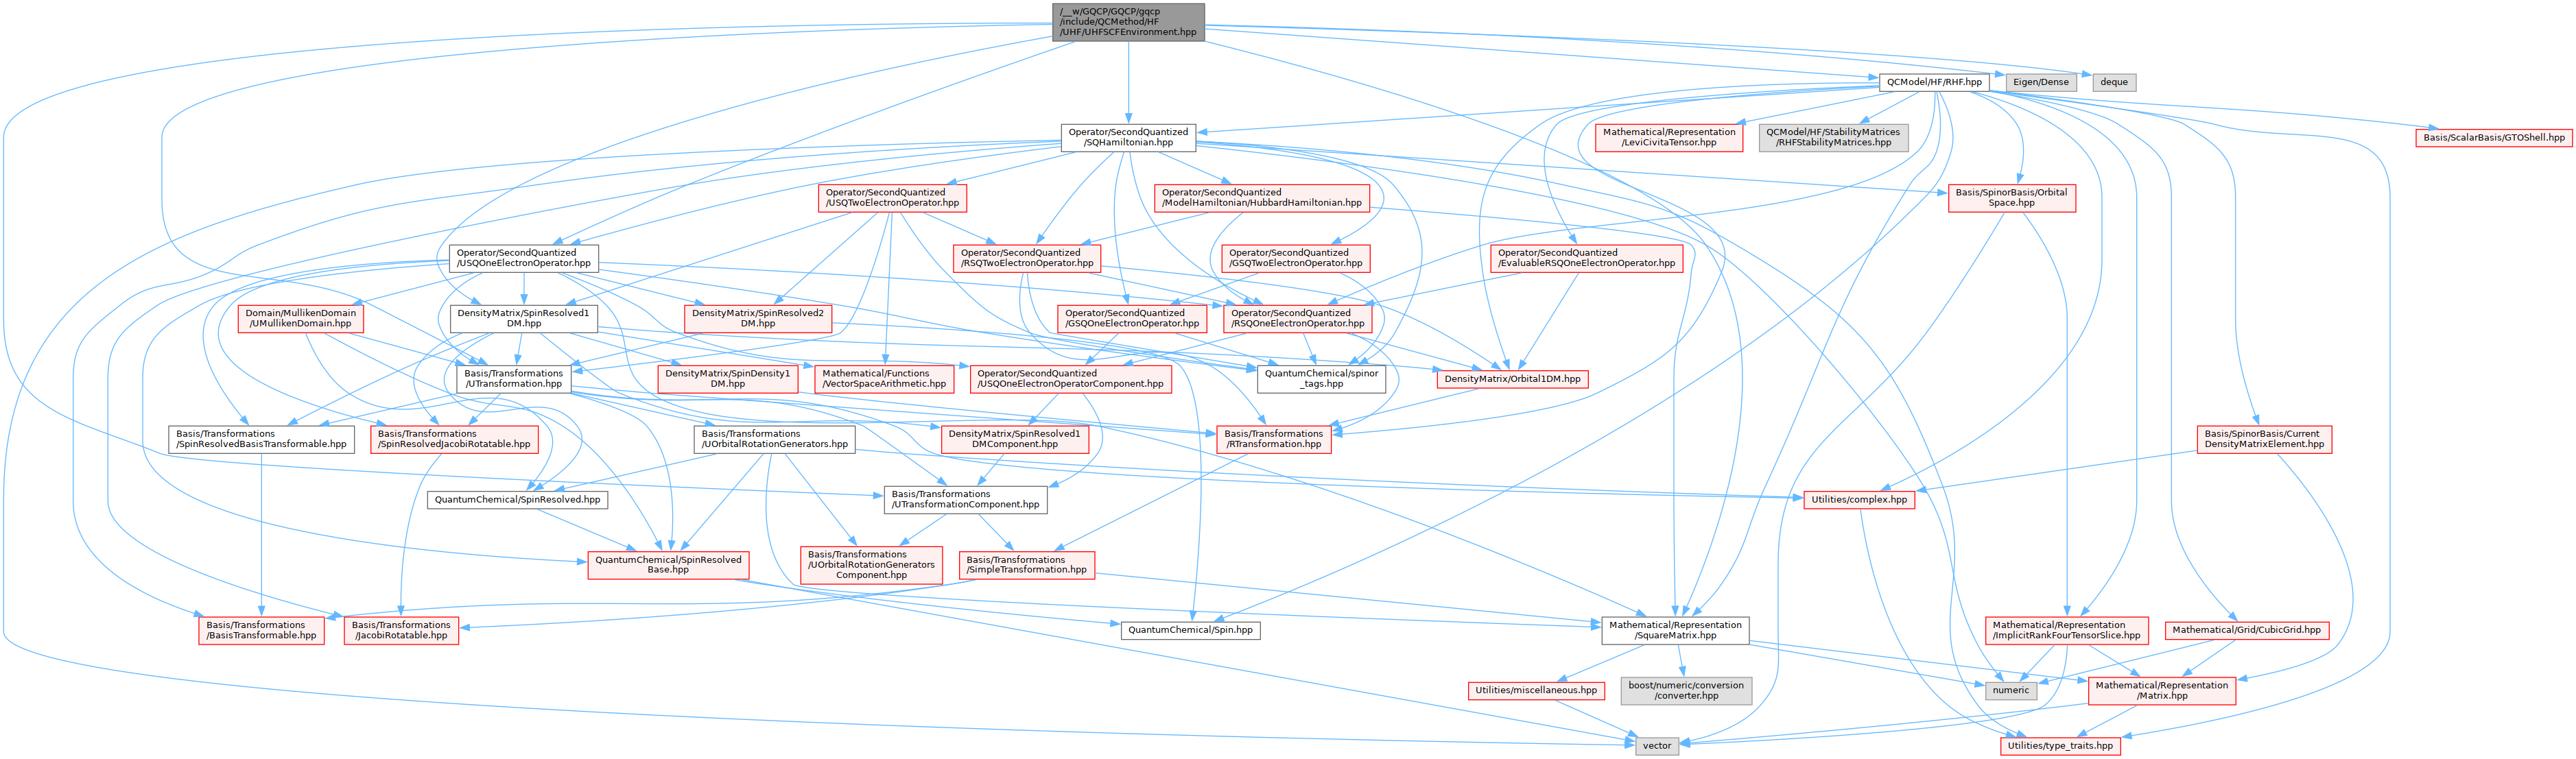 /__w/GQCP/GQCP/gqcp
/include/QCMethod/HF
/UHF/UHFSCFEnvironment.hpp
QCModel/HF/RHF.hpp
Eigen/Dense
deque
Operator/SecondQuantized
/SQHamiltonian.hpp
Mathematical/Representation
/LeviCivitaTensor.hpp
QCModel/HF/StabilityMatrices
/RHFStabilityMatrices.hpp
Basis/ScalarBasis/GTOShell.hpp
Operator/SecondQuantized
/USQTwoElectronOperator.hpp
Operator/SecondQuantized
/ModelHamiltonian/HubbardHamiltonian.hpp
Basis/SpinorBasis/Orbital
Space.hpp
Operator/SecondQuantized
/USQOneElectronOperator.hpp
Operator/SecondQuantized
/RSQTwoElectronOperator.hpp
Operator/SecondQuantized
/GSQTwoElectronOperator.hpp
Operator/SecondQuantized
/EvaluableRSQOneElectronOperator.hpp
Domain/MullikenDomain
/UMullikenDomain.hpp
DensityMatrix/SpinResolved1
DM.hpp
DensityMatrix/SpinResolved2
DM.hpp
Operator/SecondQuantized
/GSQOneElectronOperator.hpp
Operator/SecondQuantized
/RSQOneElectronOperator.hpp
Basis/Transformations
/UTransformation.hpp
DensityMatrix/SpinDensity1
DM.hpp
Mathematical/Functions
/VectorSpaceArithmetic.hpp
Operator/SecondQuantized
/USQOneElectronOperatorComponent.hpp
QuantumChemical/spinor
_tags.hpp
DensityMatrix/Orbital1DM.hpp
Basis/Transformations
/SpinResolvedBasisTransformable.hpp
Basis/Transformations
/SpinResolvedJacobiRotatable.hpp
Basis/Transformations
/UOrbitalRotationGenerators.hpp
DensityMatrix/SpinResolved1
DMComponent.hpp
Basis/Transformations
/RTransformation.hpp
Basis/SpinorBasis/Current
DensityMatrixElement.hpp
QuantumChemical/SpinResolved.hpp
Basis/Transformations
/UTransformationComponent.hpp
Utilities/complex.hpp
QuantumChemical/SpinResolved
Base.hpp
Basis/Transformations
/UOrbitalRotationGenerators
Component.hpp
Basis/Transformations
/SimpleTransformation.hpp
Basis/Transformations
/BasisTransformable.hpp
Basis/Transformations
/JacobiRotatable.hpp
QuantumChemical/Spin.hpp
Mathematical/Representation
/SquareMatrix.hpp
Mathematical/Representation
/ImplicitRankFourTensorSlice.hpp
Mathematical/Grid/CubicGrid.hpp
Utilities/miscellaneous.hpp
boost/numeric/conversion
/converter.hpp
numeric
Mathematical/Representation
/Matrix.hpp
vector
Utilities/type_traits.hpp